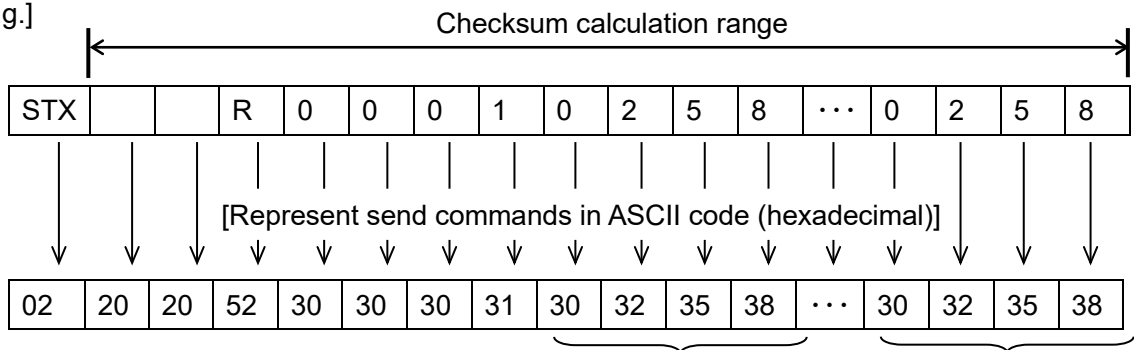 g.]
Checksum calculation range
STX R 0 0 0 1 0 2 5 8 ··· 0 2 5 8
[Represent send commands in ASCII code (hexadecimal)]
02 20 20 52 30 30 30 31 30 32 35 38 ··· 30 32 35 38